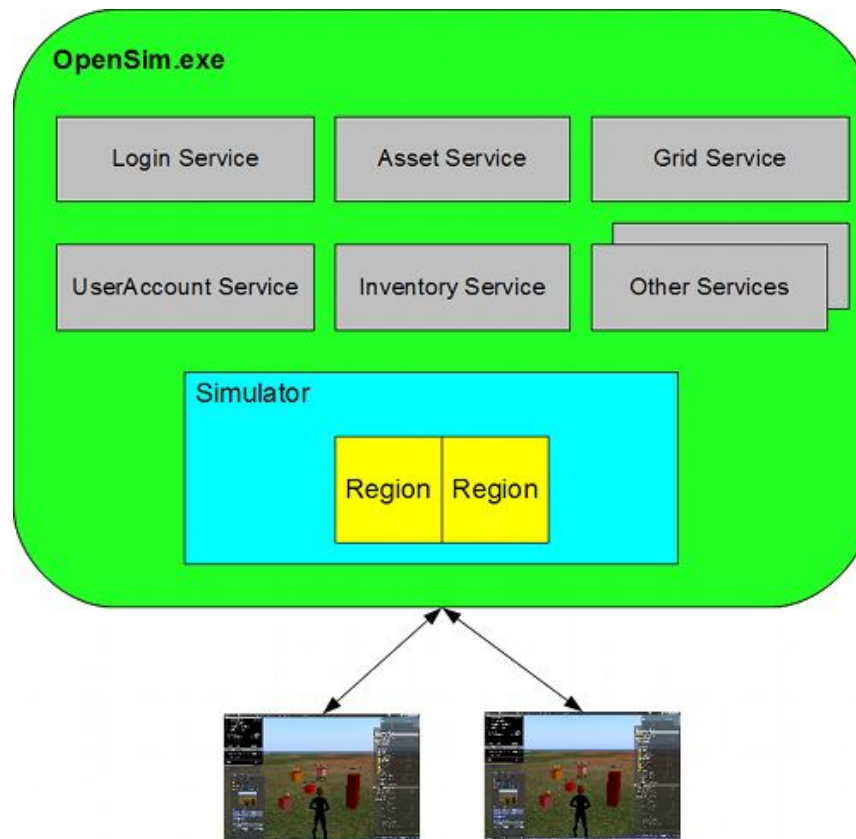 OpenSim.exe
Login Service
Asset Service
Grid Service
UserAccount Service
Inventory Service
Other Services
Simulator
Region
Region